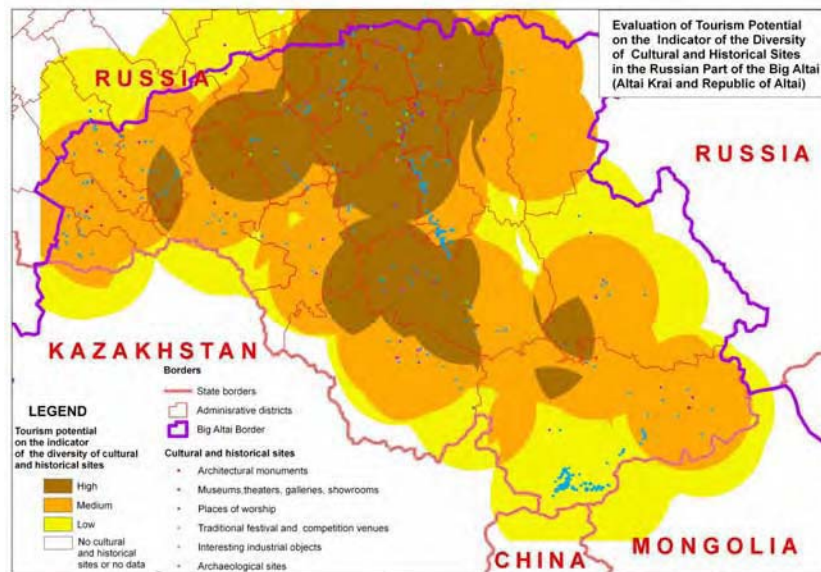 Evaluation of Tourism Potential
on the Indicator of the Diversity
of Cultural and Historical Sites
in the Russian Part of the Big Altai
(Altai Krai and Republic of Altai)
RUSSIA
RUSSIA
KAZAKHSTAN
CHINA
MONGOLIA
LEGEND
Tourism potential
on the indicator
of the diversity of cultural
and historical sites
High
Medium
Low
No cultural
and historical
sites or no data
Borders
State borders
Adminisrative districts
Big Altai Border
Cultural and historical sites
Architectural monuments
Museums,theaters, galleries, showrooms
Places of worship
Traditional festival and competition venues
Interesting industrial objects
Archaeological sites